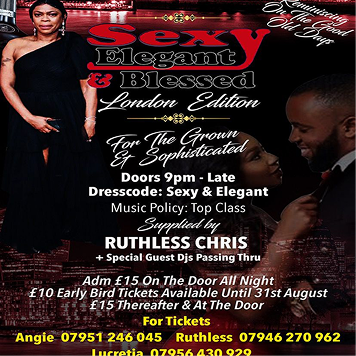 Reminiscing
Of The Good
Old Days
Sexy
Elegant
& Blessed
London Edition
For The Grown
& Sophisticated
Doors 9pm - Late
Dresscode: Sexy & Elegant
Music Policy: Top Class
Supplied by
RUTHLESS CHRIS
+ Special Guest Djs Passing Thru
Adm £15 On The Door All Night
£10 Early Bird Tickets Available Until 31st August
£15 Thereafter & At The Door
For Tickets
Angie 07951 246 045 Ruthless 07946 270 962
Lucretia 07956 430 929